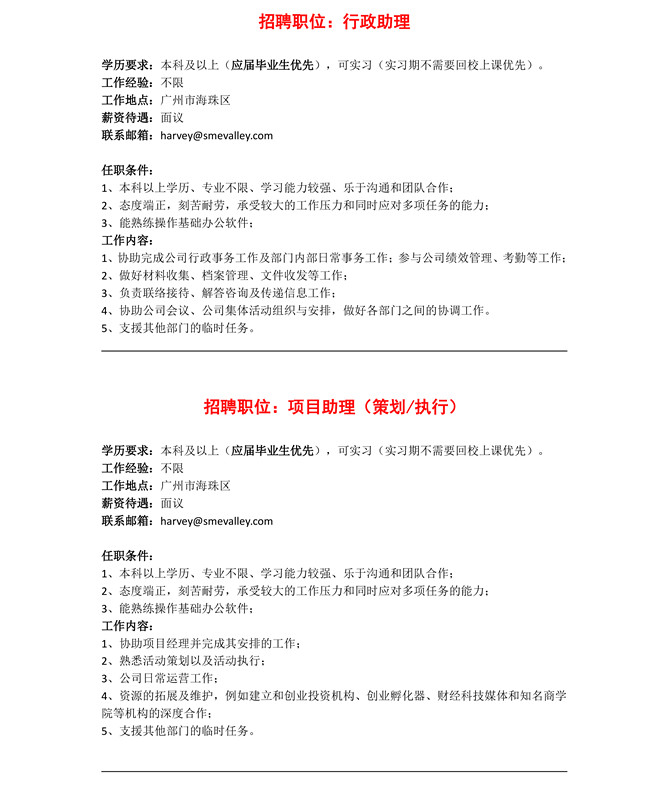 招聘职位：行政助理
学历要求：本科及以上（应届毕业生优先），可实习（实习期不需要回校上课优先）。
工作经验：不限
工作地点：广州市海珠区
薪资待遇：面议
联系邮箱：harvey@smevalley.com
任职条件：
1、本科以上学历、专业不限、学习能力较强、乐于沟通和团队合作；
2、态度端正，刻苦耐劳，承受较大的工作压力和同时应对多项任务的能力；
3、能熟练操作基础办公软件；
工作内容：
1、协助完成公司行政事务工作及部门内部日常事务工作；参与公司绩效管理、考勤等工作；
2、做好材料收集、档案管理、文件收发等工作；
3、负责联络接待、解答咨询及传递信息工作；
4、协助公司会议、公司集体活动组织与安排，做好各部门之间的协调工作。
5、支援其他部门的临时任务。
招聘职位：项目助理（策划/执行）
学历要求：本科及以上（应届毕业生优先），可实习（实习期不需要回校上课优先）。
工作经验：不限
工作地点：广州市海珠区
薪资待遇：面议
联系邮箱：harvey@smevalley.com
任职条件：
1、本科以上学历、专业不限、学习能力较强、乐于沟通和团队合作；
2、态度端正，刻苦耐劳，承受较大的工作压力和同时应对多项任务的能力；
3、能熟练操作基础办公软件；
工作内容：
1、协助项目经理并完成其安排的工作；
2、熟悉活动策划以及活动执行；
3、公司日常运营工作；
4、资源的拓展及维护，例如建立和创业投资机构、创业孵化器、财经科技媒体和知名商学
院等机构的深度合作；
5、支援其他部门的临时任务。